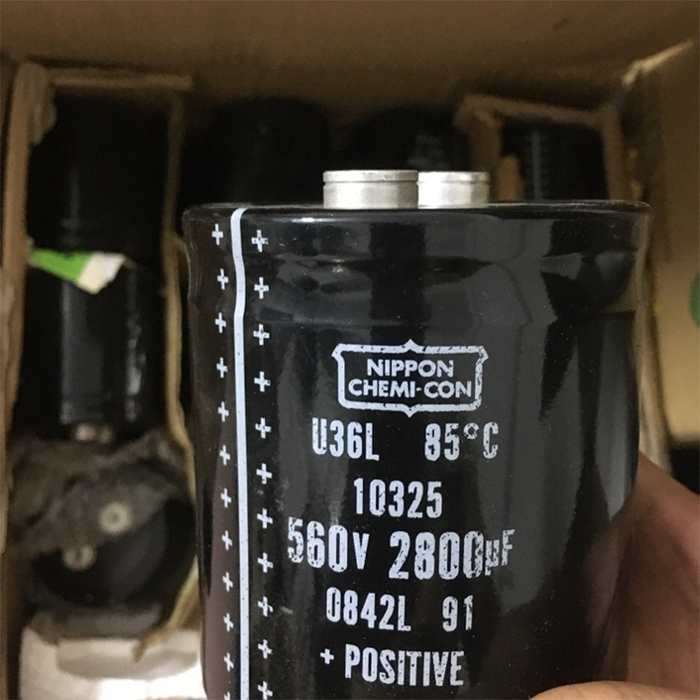 NIPPON
CHEMI-CON
U36L 85°C
10325
560V 2800µF
0842L 91
+ POSITIVE